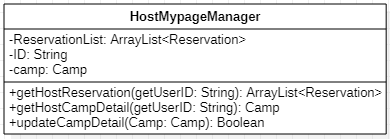 HostMypageManager
-ReservationList: ArrayList<Reservation>
-ID: String
-camp: Camp
+getHostReservation(getUserID: String): ArrayList<Reservation>
+getHostCampDetail(getUserID: String): Camp
+updateCampDetail(Camp: Camp): Boolean